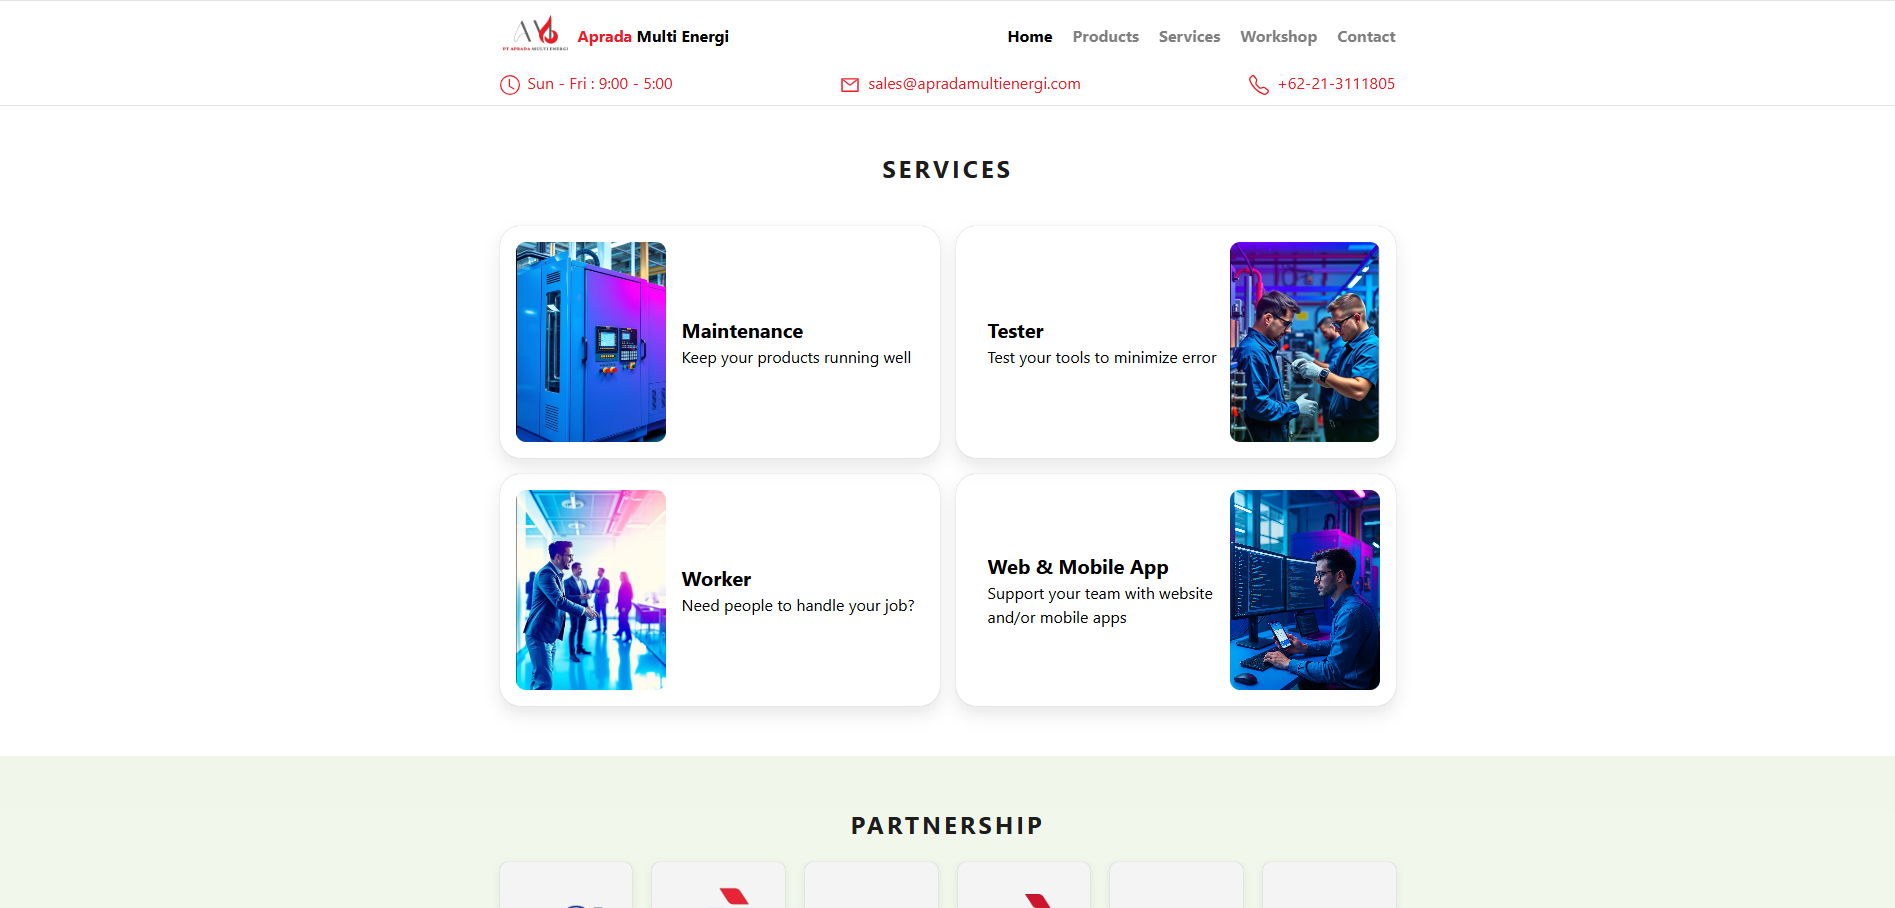 PT APRADA MULTI ENERGI
Aprada Multi Energi
Home
Products
Services
Workshop
Contact
Sun - Fri : 9:00 - 5:00
sales@apradamultienergi.com
+62-21-3111805
SERVICES
Maintenance
Keep your products running well
Tester
Test your tools to minimize error
Worker
Need people to handle your job?
Web & Mobile App
Support your team with website
and/or mobile apps
PARTNERSHIP